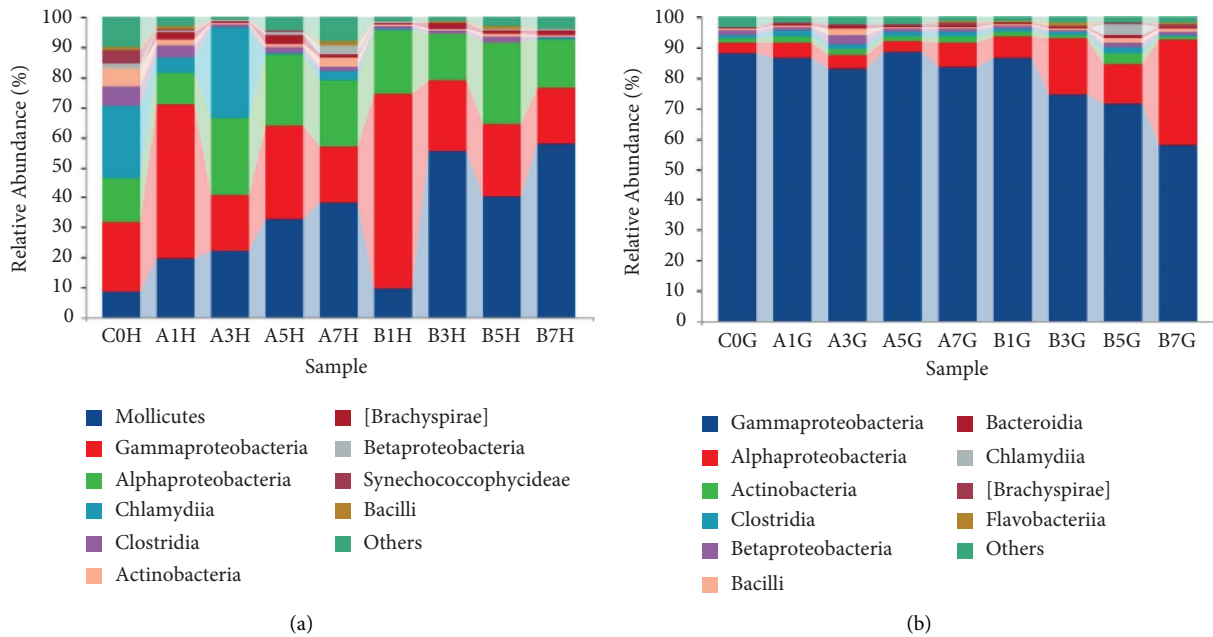 Relative Abundance (%)
100
90
80
70
60
50
40
30
20
10
0
C0H A1H A3H A5H A7H B1H B3H B5H B7H
Sample
Mollicutes
Gammaproteobacteria
Alphaproteobacteria
Chlamydiia
Clostridia
Actinobacteria
[Brachyspirae]
Betaproteobacteria
Synechococcophycideae
Bacilli
Others
(a)
Relative Abundance (%)
100
90
80
70
60
50
40
30
20
10
0
C0G A1G A3G A5G A7G B1G B3G B5G B7G
Sample
Gammaproteobacteria
Alphaproteobacteria
Actinobacteria
Clostridia
Betaproteobacteria
Bacilli
Bacteroidia
Chlamydiia
[Brachyspirae]
Flavobacteriia
Others
(b)